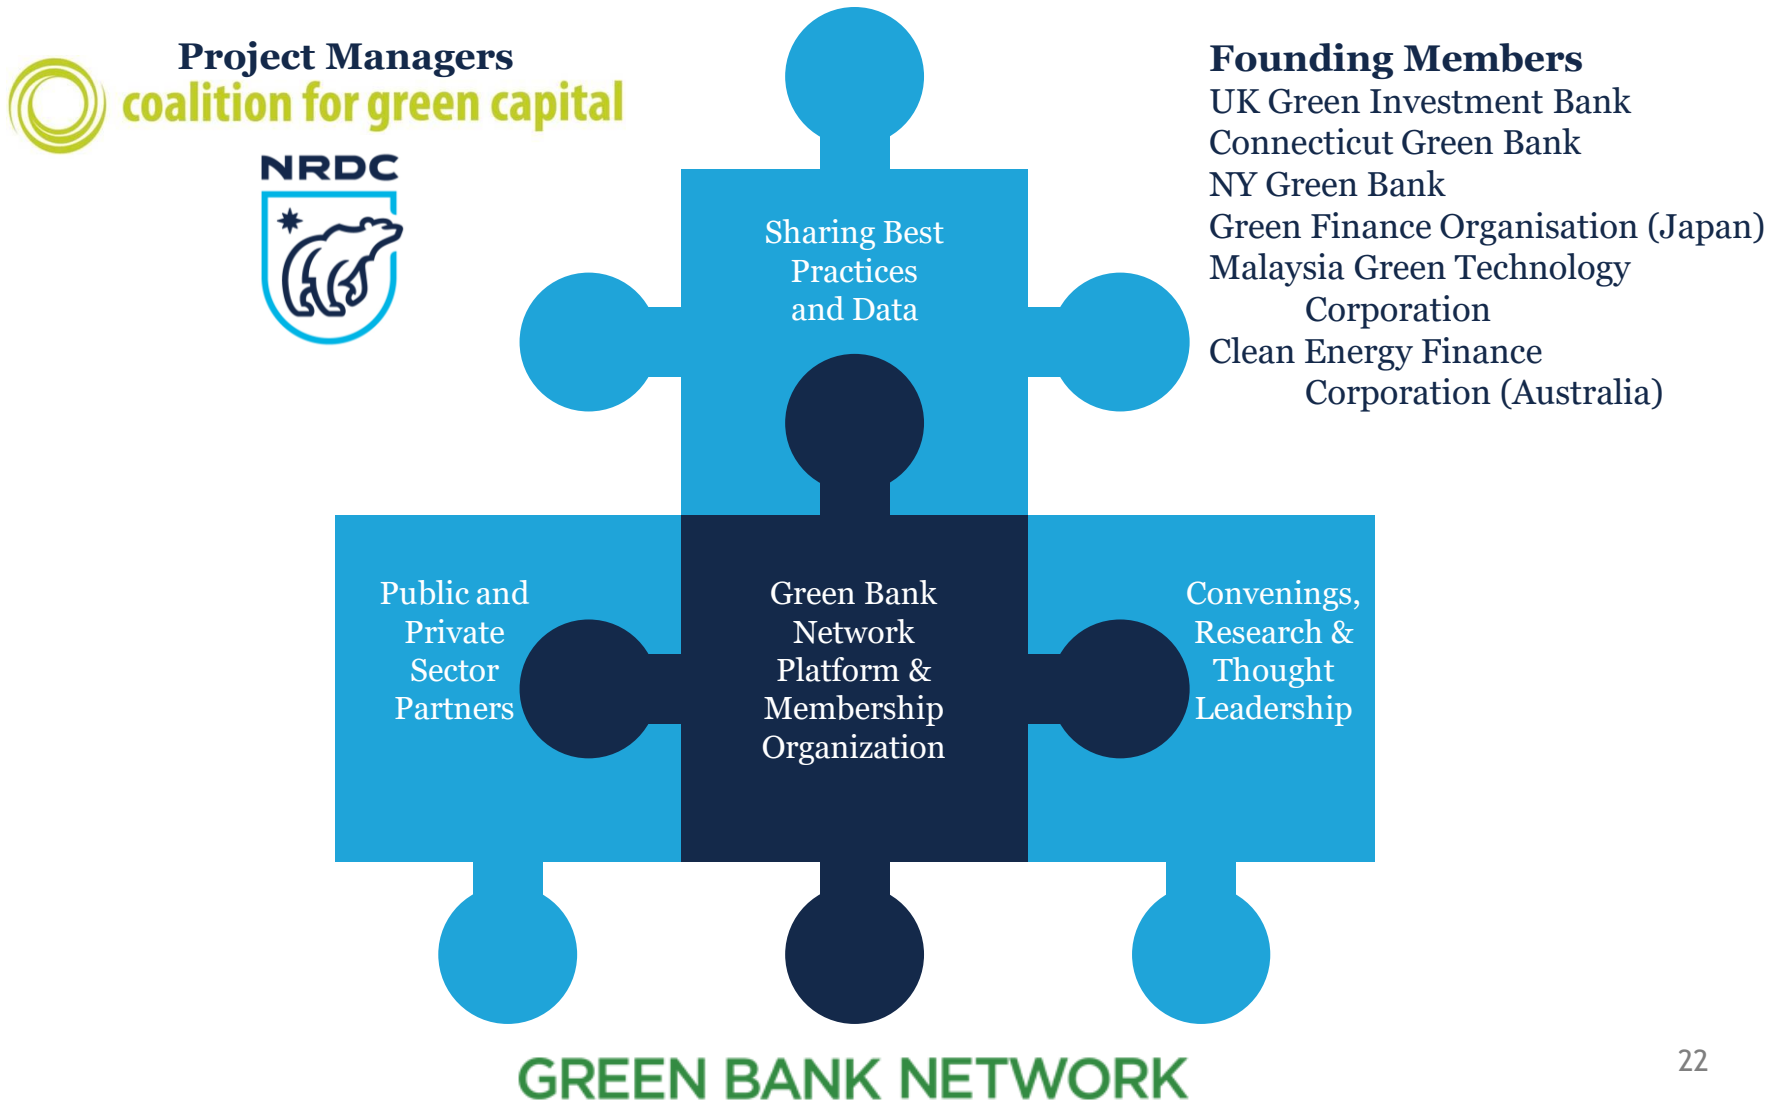 Project Managers
coalition for green capital
NRDC
Founding Members
UK Green Investment Bank
Connecticut Green Bank
NY Green Bank
Green Finance Organisation (Japan)
Malaysia Green Technology
Corporation
Clean Energy Finance
Corporation (Australia)
Sharing Best
Practices
and Data
Public and
Private
Sector
Partners
Green Bank
Network
Platform &
Membership
Organization
Convenings,
Research &
Thought
Leadership
GREEN BANK NETWORK
22